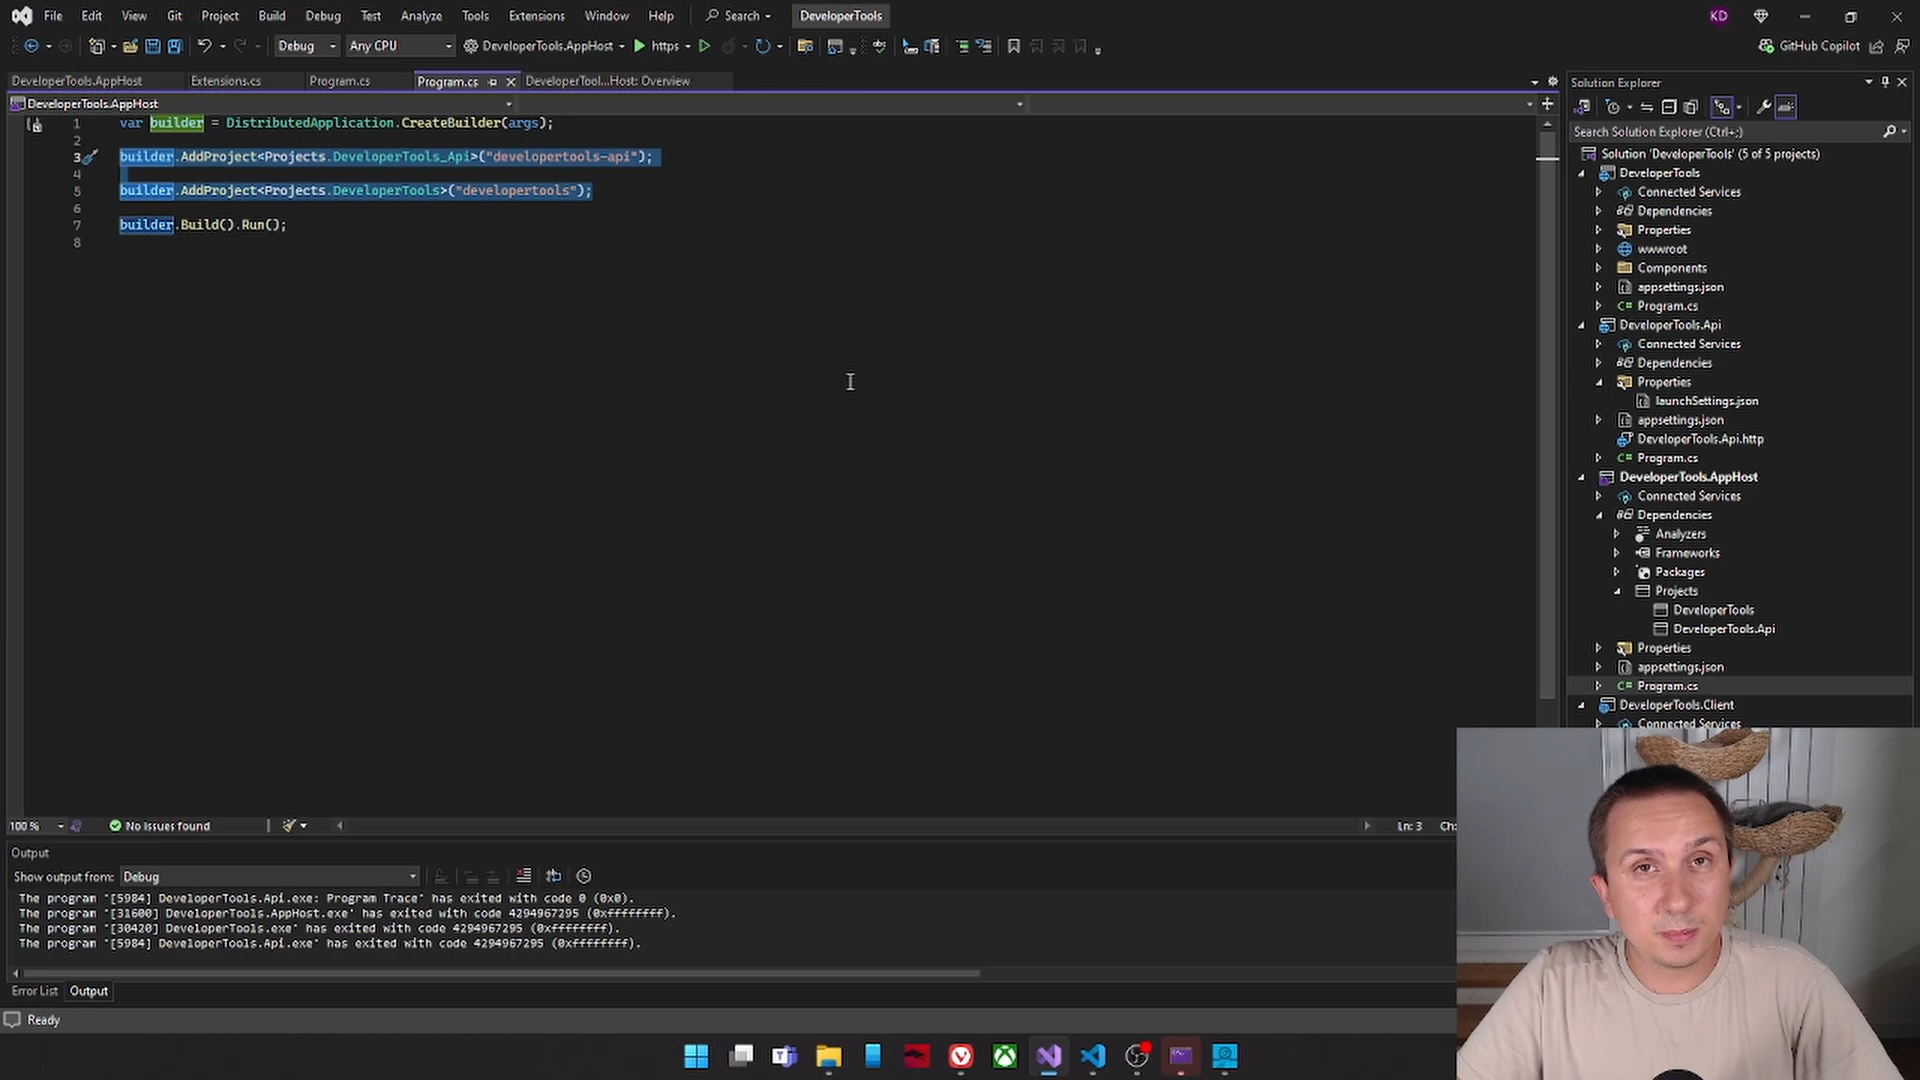 File Edit View Git Project Build Debug Test Analyze Tools Extensions Window Help Search DeveloperTools KD
Debug Any CPU DeveloperTools.AppHost https GitHub Copilot
DeveloperTools.AppHost Extensions.cs Program.cs Program.cs DeveloperTool...Host: Overview
DeveloperTools.AppHost
1 var builder = DistributedApplication.CreateBuilder(args);
2
3 builder.AddProject<Projects.DeveloperTools_Api>("developertools-api");
4
5 builder.AddProject<Projects.DeveloperTools>("developertools");
6
7 builder.Build().Run();
8
100 % No issues found Ln: 3 Ch:
Output
Show output from: Debug
The program '[5984] DeveloperTools.Api.exe: Program Trace' has exited with code 0 (0x0).
The program '[31600] DeveloperTools.AppHost.exe' has exited with code 4294967295 (0xffffffff).
The program '[30420] DeveloperTools.exe' has exited with code 4294967295 (0xffffffff).
The program '[5984] DeveloperTools.Api.exe' has exited with code 4294967295 (0xffffffff).
Error List Output
Ready
Solution Explorer
Search Solution Explorer (Ctrl+;)
Solution 'DeveloperTools' (5 of 5 projects)
DeveloperTools
Connected Services
Dependencies
Properties
wwwroot
Components
appsettings.json
C# Program.cs
DeveloperTools.Api
Connected Services
Dependencies
Properties
launchSettings.json
appsettings.json
DeveloperTools.Api.http
C# Program.cs
DeveloperTools.AppHost
Connected Services
Dependencies
Analyzers
Frameworks
Packages
Projects
DeveloperTools
DeveloperTools.Api
Properties
appsettings.json
C# Program.cs
DeveloperTools.Client
Connected Services